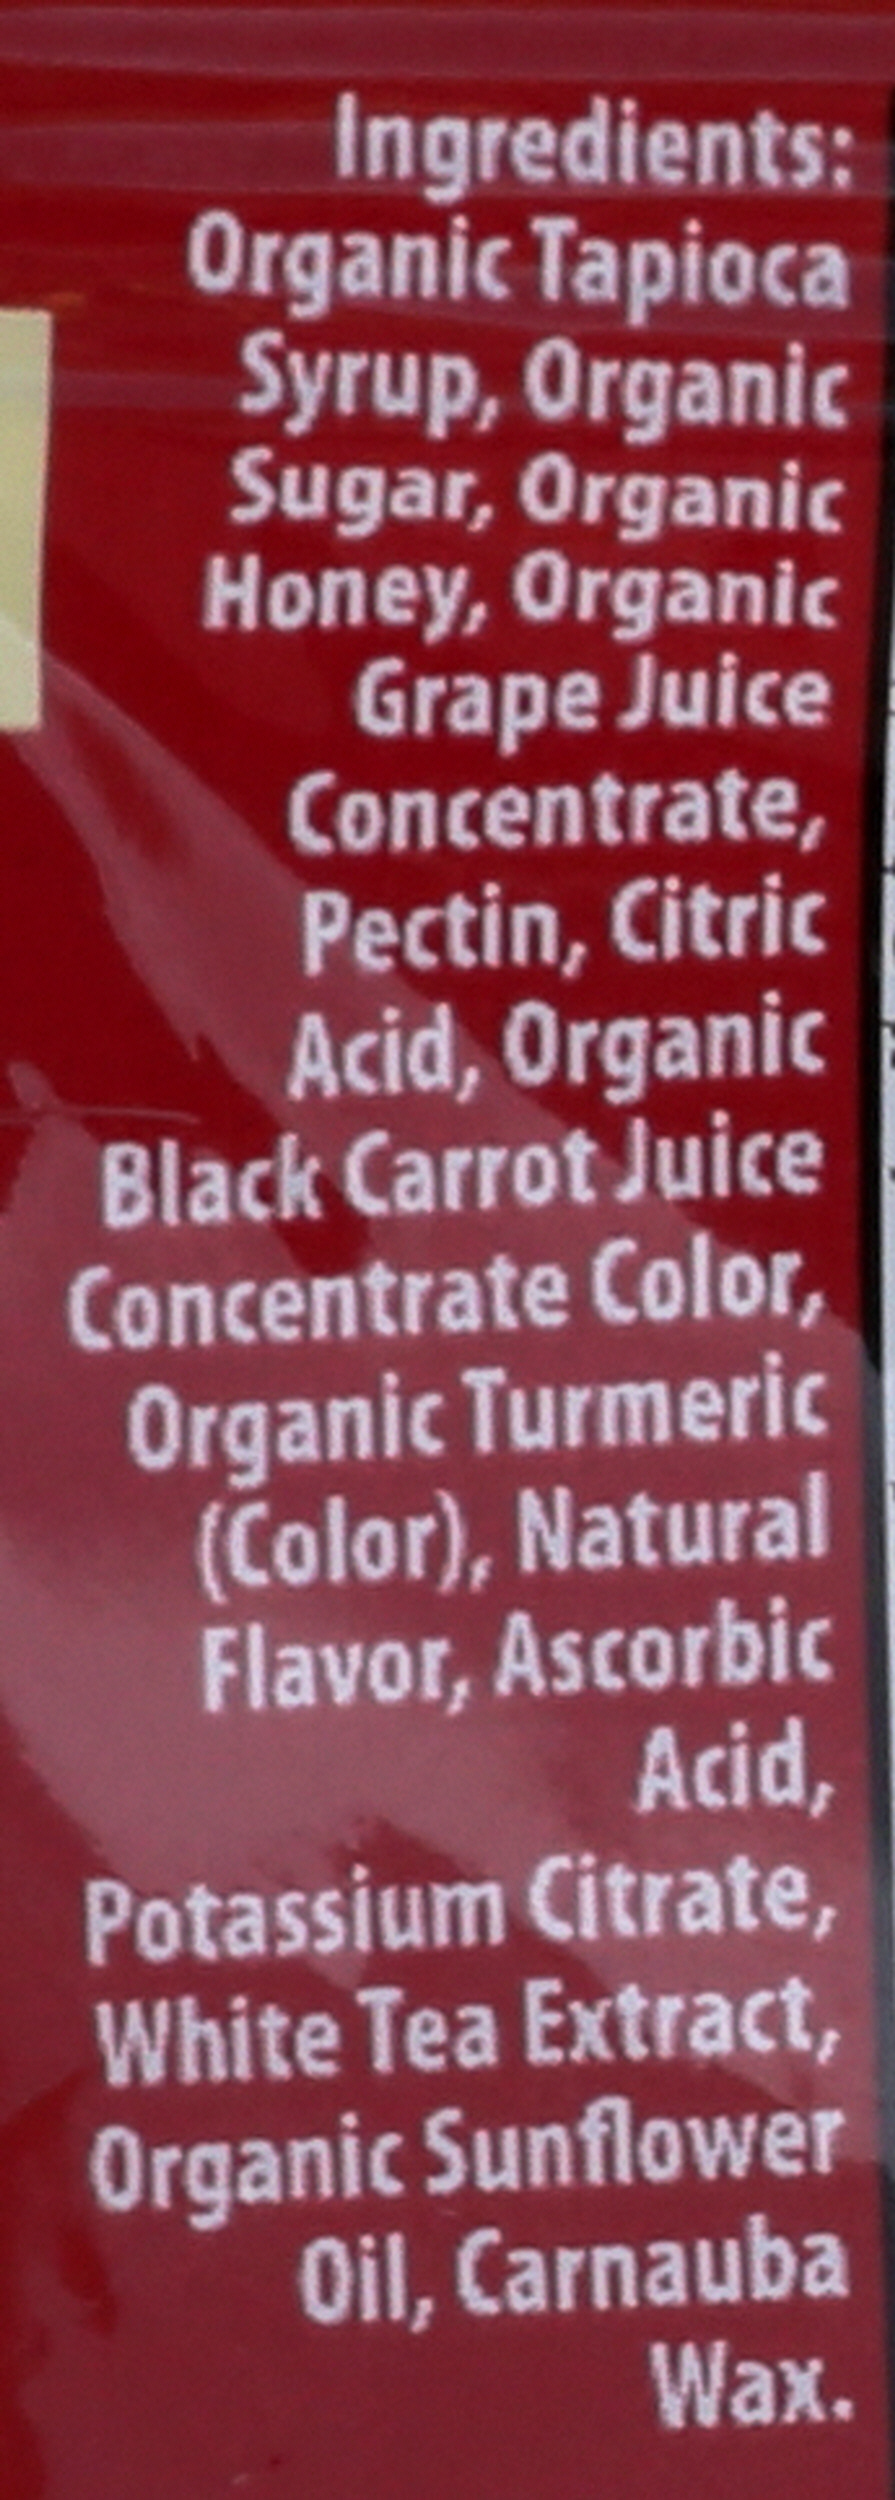 Ingredients:
Organic Tapioca
Syrup, Organic
Sugar, Organic
Honey, Organic
Grape Juice
Concentrate,
Pectin, Citric
Acid, Organic
Black Carrot Juice
Concentrate Color,
Organic Turmeric
(Color), Natural
Flavor, Ascorbic
Acid,
Potassium Citrate,
White Tea Extract,
Organic Sunflower
Oil, Carnauba
Wax.